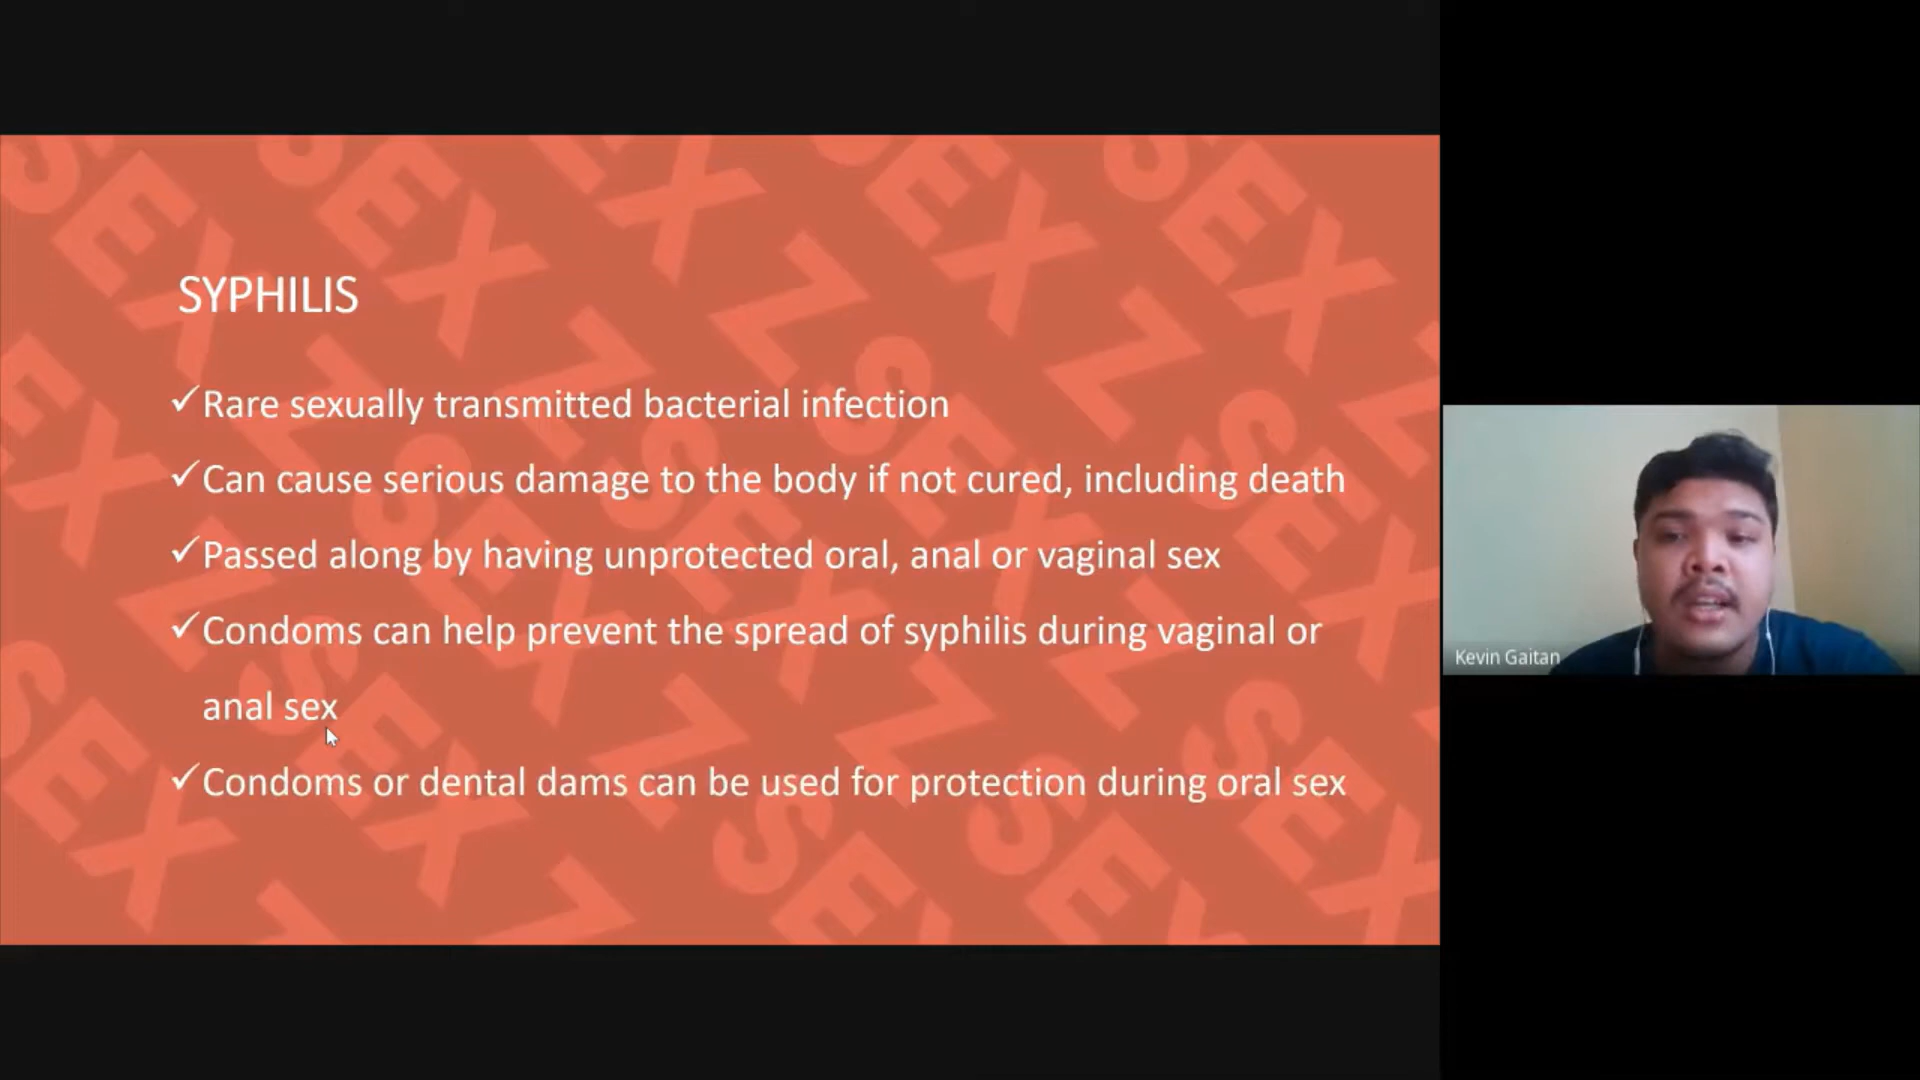 SYPHILIS
✓Rare sexually transmitted bacterial infection
✓Can cause serious damage to the body if not cured, including death
✓Passed along by having unprotected oral, anal or vaginal sex
✓Condoms can help prevent the spread of syphilis during vaginal or
anal sex
✓Condoms or dental dams can be used for protection during oral sex
Kevin Gaitan